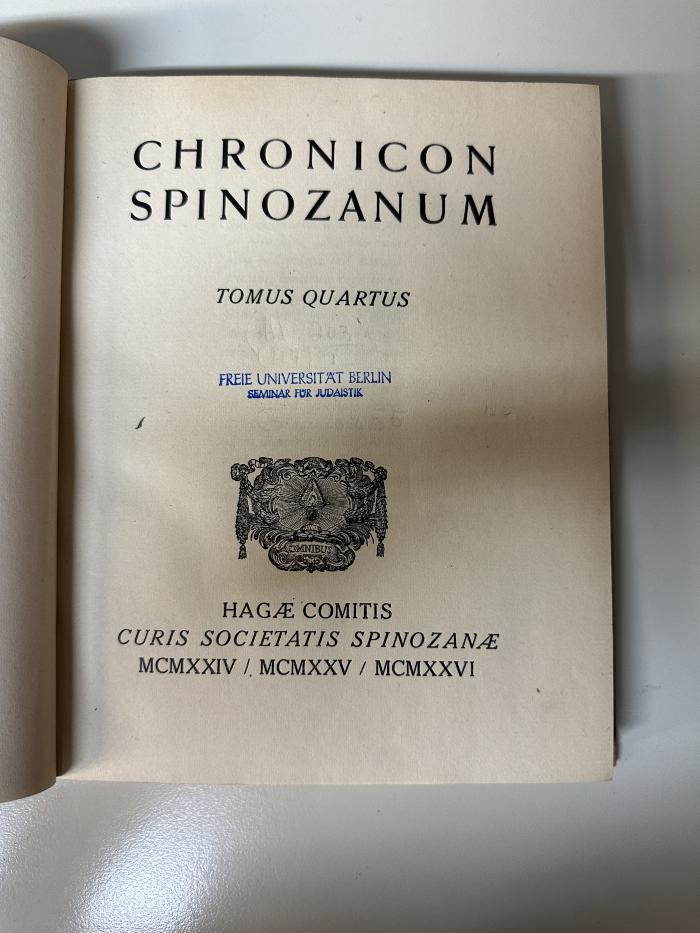 CHRONICON
SPINOZANUM
TOMUS QUARTUS
FREIE UNIVERSITÄT BERLIN
SEMINAR FÜR JUDAISTIK
OMNIBUS
HAGÆ COMITIS
CURIS SOCIETATIS SPINOZANÆ
MCMXXIV / MCMXXV / MCMXXVI